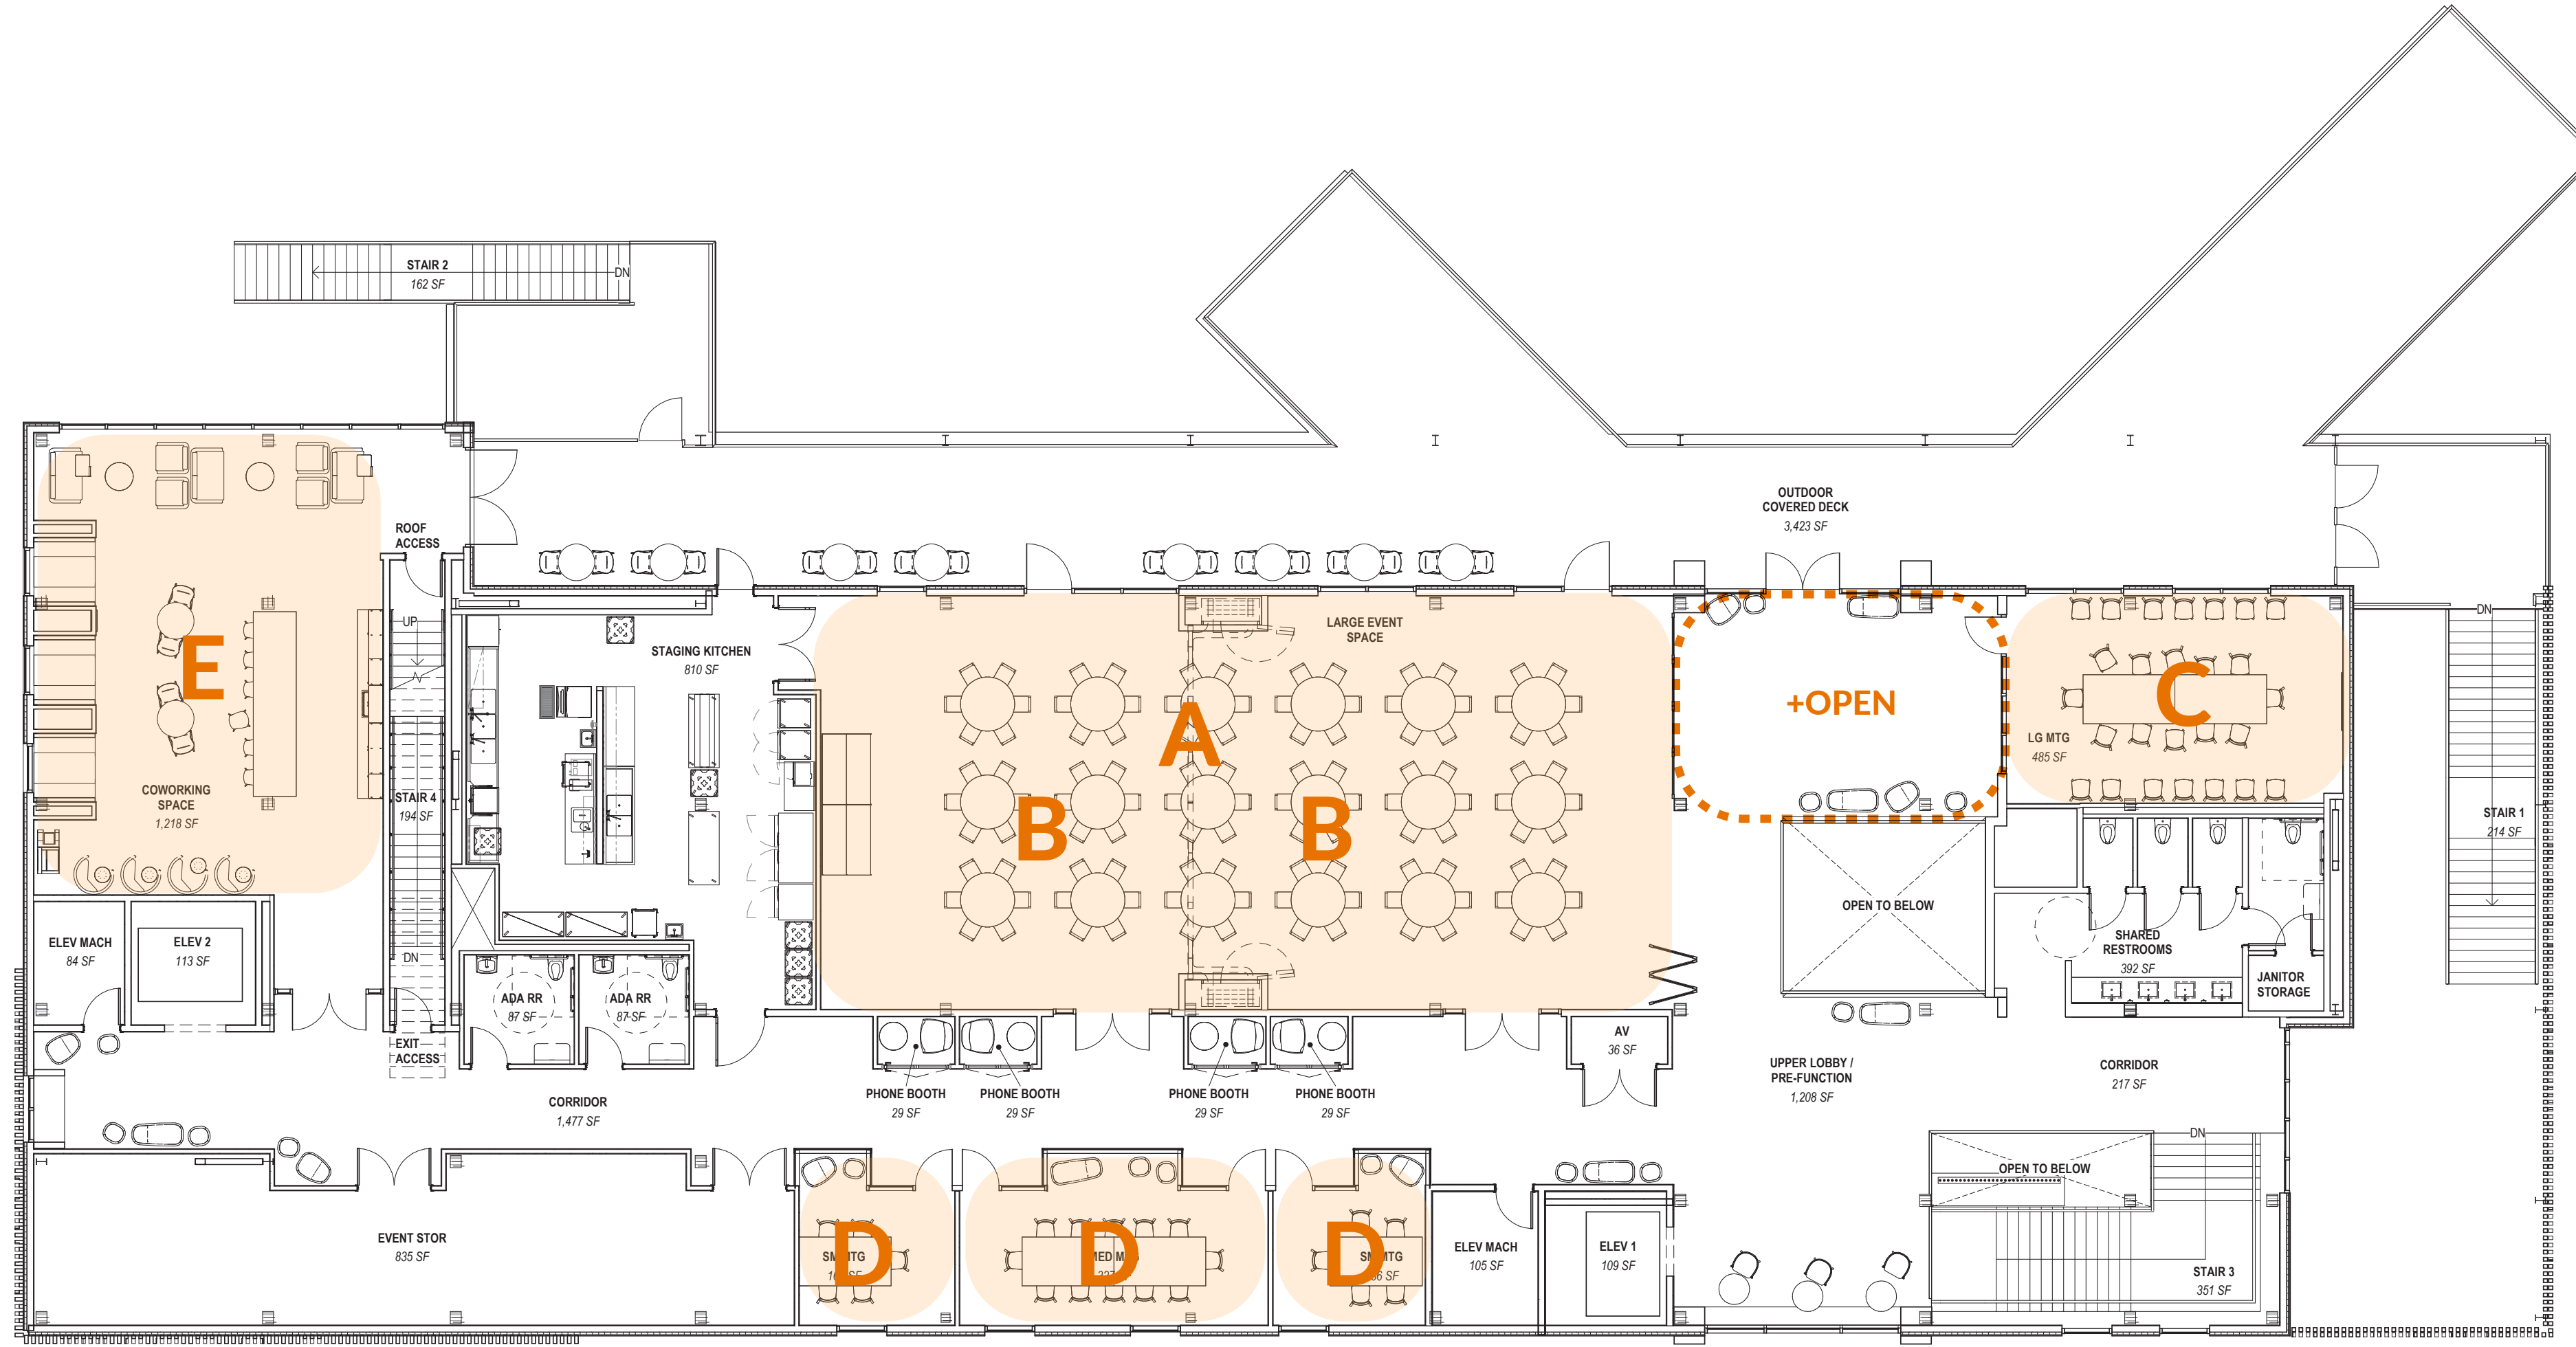 STAIR 2
162 SF
DN
OUTDOOR
COVERED DECK
3,423 SF
ROOF
ACCESS
UP
E
COWORKING
SPACE
1,218 SF
STAIR 4
194 SF
DN
STAGING KITCHEN
810 SF
LARGE EVENT
SPACE
A
B
B
+OPEN
C
LG MTG
485 SF
DN
STAIR 1
214 SF
OPEN TO BELOW
ELEV MACH
84 SF
ELEV 2
113 SF
ADA RR
87 SF
ADA RR
87 SF
SHARED
RESTROOMS
392 SF
JANITOR
STORAGE
EXIT
ACCESS
AV
36 SF
CORRIDOR
1,477 SF
PHONE BOOTH
29 SF
PHONE BOOTH
29 SF
PHONE BOOTH
29 SF
PHONE BOOTH
29 SF
UPPER LOBBY /
PRE-FUNCTION
1,208 SF
CORRIDOR
217 SF
DN
OPEN TO BELOW
EVENT STOR
835 SF
D
D
D
ELEV MACH
105 SF
ELEV 1
109 SF
STAIR 3
351 SF